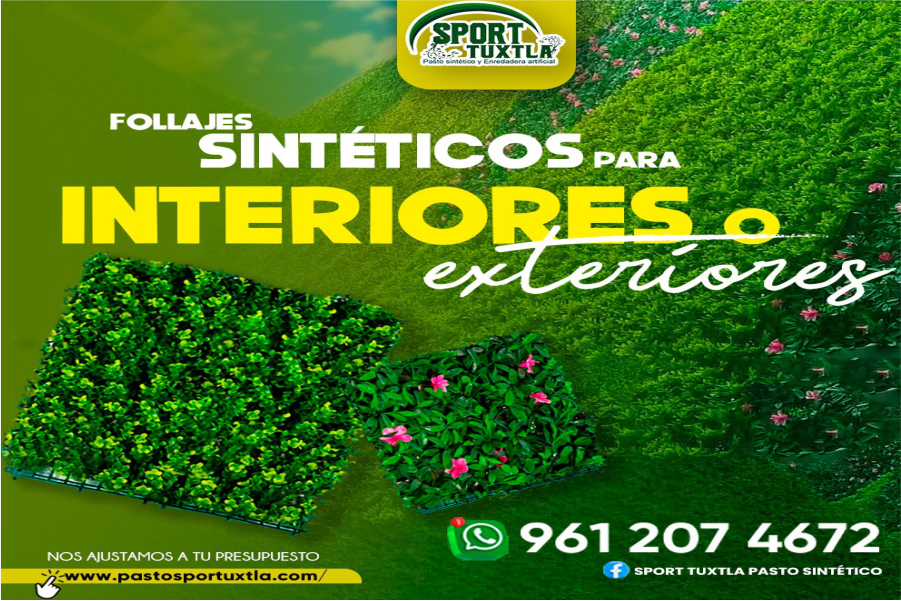 SPORT
TUXTLA
Pasto sintético y Enredadera artificial
FOLLAJES
SINTÉTICOS PARA
INTERIORES o
exteriores
1
961 207 4672
SPORT TUXTLA PASTO SINTÉTICO
NOS AJUSTAMOS A TU PRESUPUESTO
www.pastosportuxtla.com/